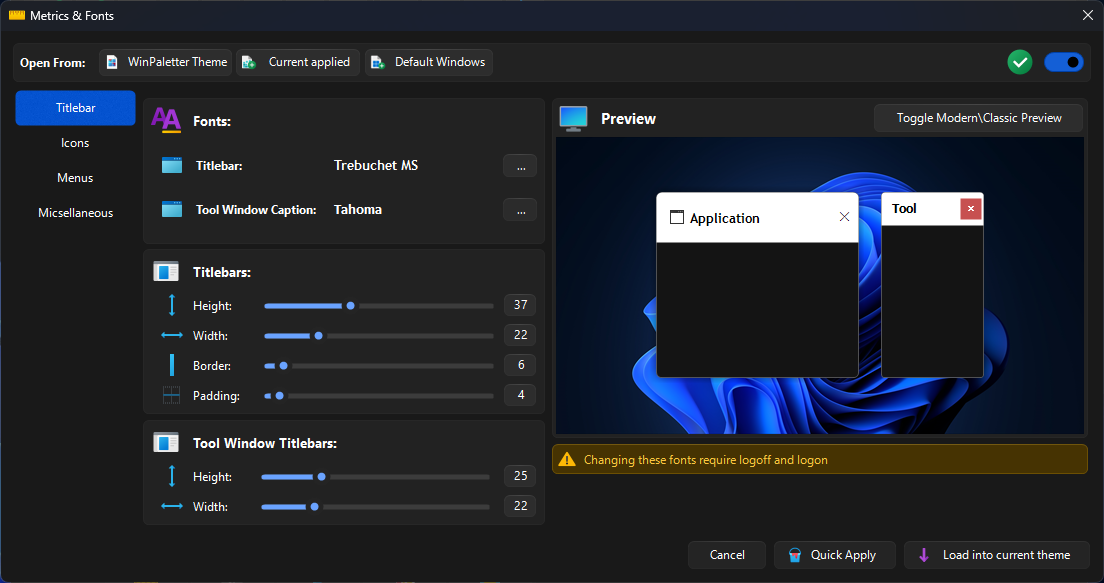 Metrics & Fonts
Open From: WinPaletter Theme Current applied Default Windows
Titlebar
Icons
Menus
Micsellaneous
Fonts:
Titlebar: Trebuchet MS ...
Tool Window Caption: Tahoma ...
Titlebars:
Height: 37
Width: 22
Border: 6
Padding: 4
Tool Window Titlebars:
Height: 25
Width: 22
Preview Toggle Modern\Classic Preview
Application
Tool
Changing these fonts require logoff and logon
Cancel Quick Apply Load into current theme